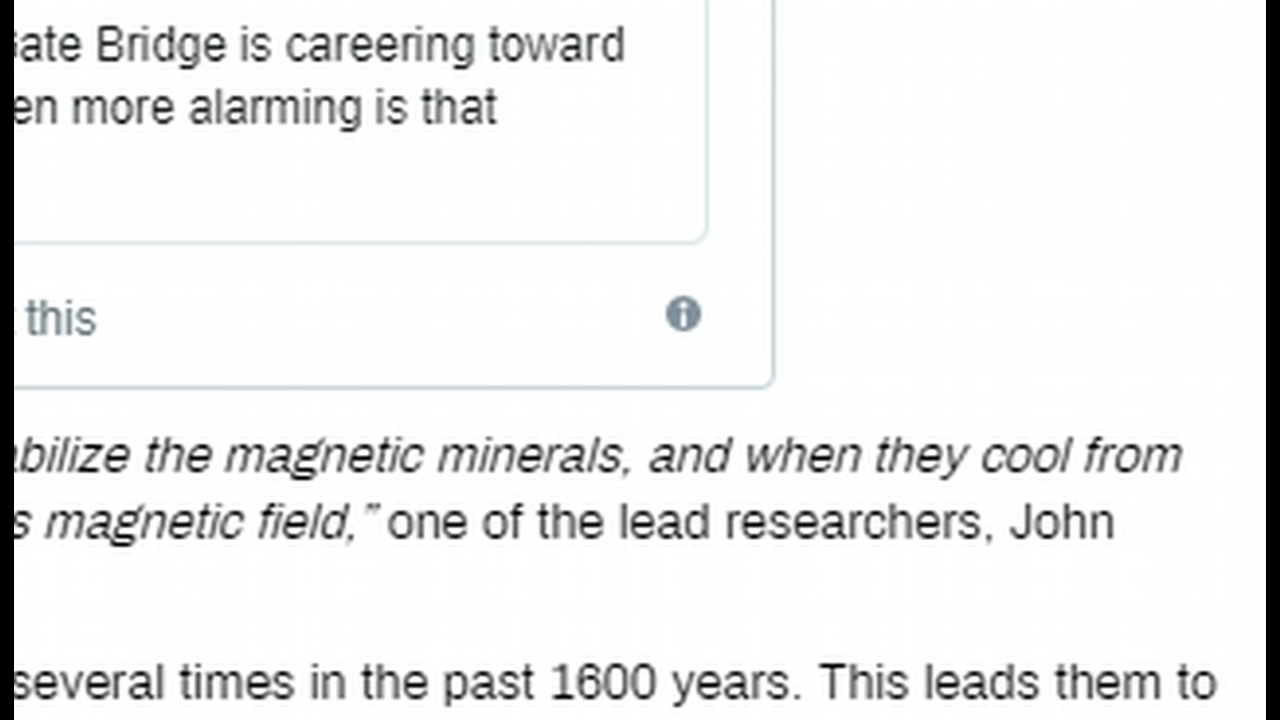 ate Bridge is careering toward
en more alarming is that
this
abilize the magnetic minerals, and when they cool from
s magnetic field,” one of the lead researchers, John
several times in the past 1600 years. This leads them to